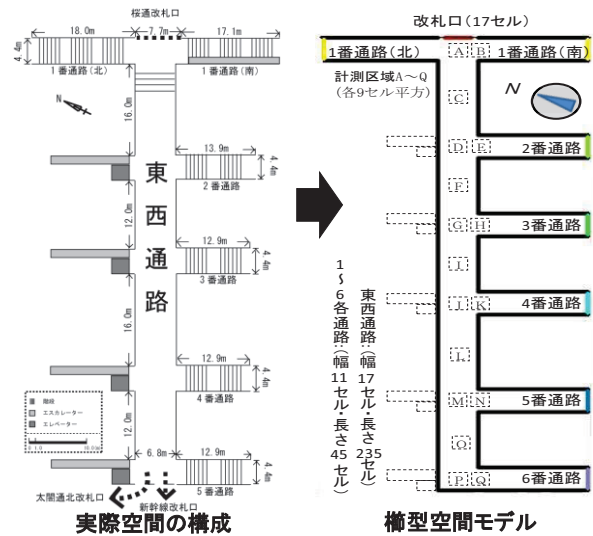 桜通改札口
18.0m
7.7m
17.1m
4.4m
1番通路(北)
1番通路(南)
N
16.0m
13.9m
4.4m
2番通路
12.0m
東西通路
12.9m
4.4m
3番通路
16.0m
12.9m
4.4m
4番通路
階段
エスカレーター
エレベーター
12.0m
6.8m
12.9m
4.4m
5番通路
太閤通北改札口
新幹線改札口
実際空間の構成
改札口(17セル)
1番通路(北)
A
B
1番通路(南)
計測区域A~Q
(各9セル平方)
C
N
D
E
2番通路
F
G
H
3番通路
I
J
K
4番通路
L
M
N
5番通路
O
P
Q
6番通路
東西通路:(幅17セル・長さ235セル)
1~6各通路:(幅11セル・長さ45セル)
櫛型空間モデル